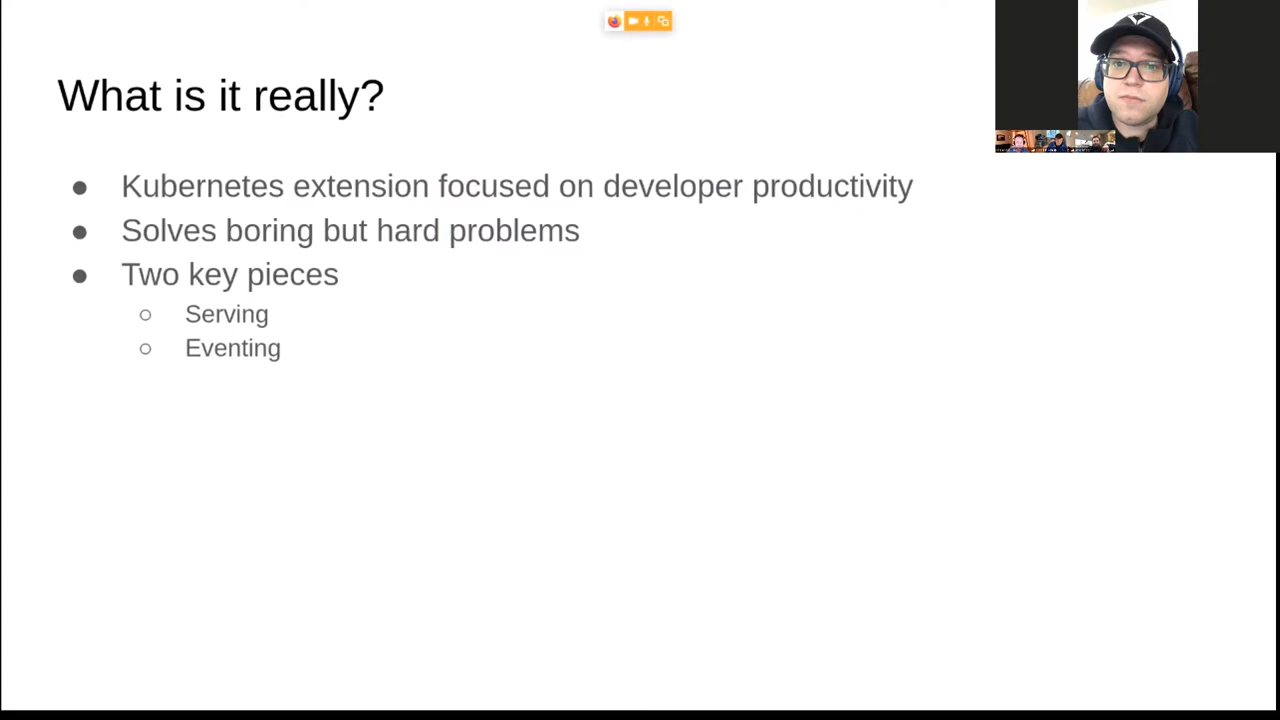 What is it really?
● Kubernetes extension focused on developer productivity
● Solves boring but hard problems
● Two key pieces
○ Serving
○ Eventing